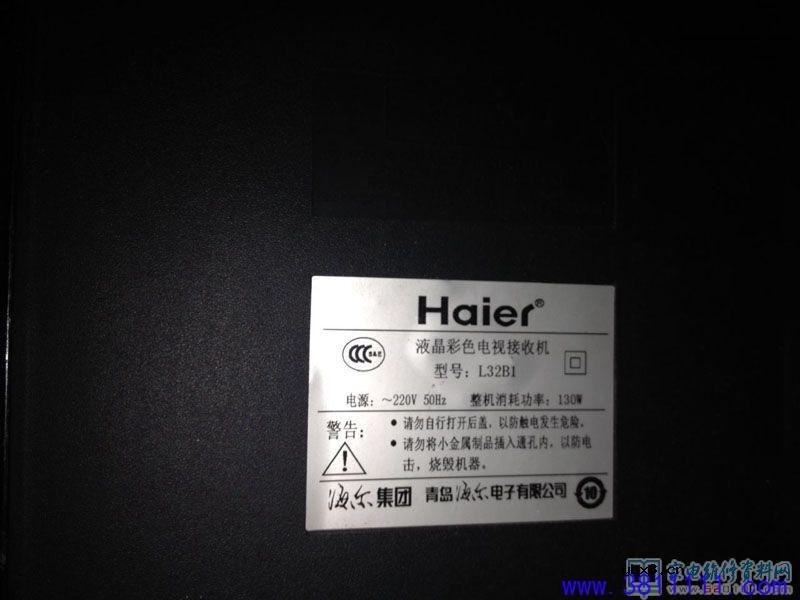 Haier®
液晶彩色电视接收机
型号：L32B1
电源：～220V 50Hz 整机消耗功率：130W
警告：
• 请勿自行打开后盖，以防触电发生危险。
• 请勿将小金属制品插入通孔内，以防电
击，烧毁机器。
海尔集团 青岛海尔电子有限公司 10
家电维修资料网